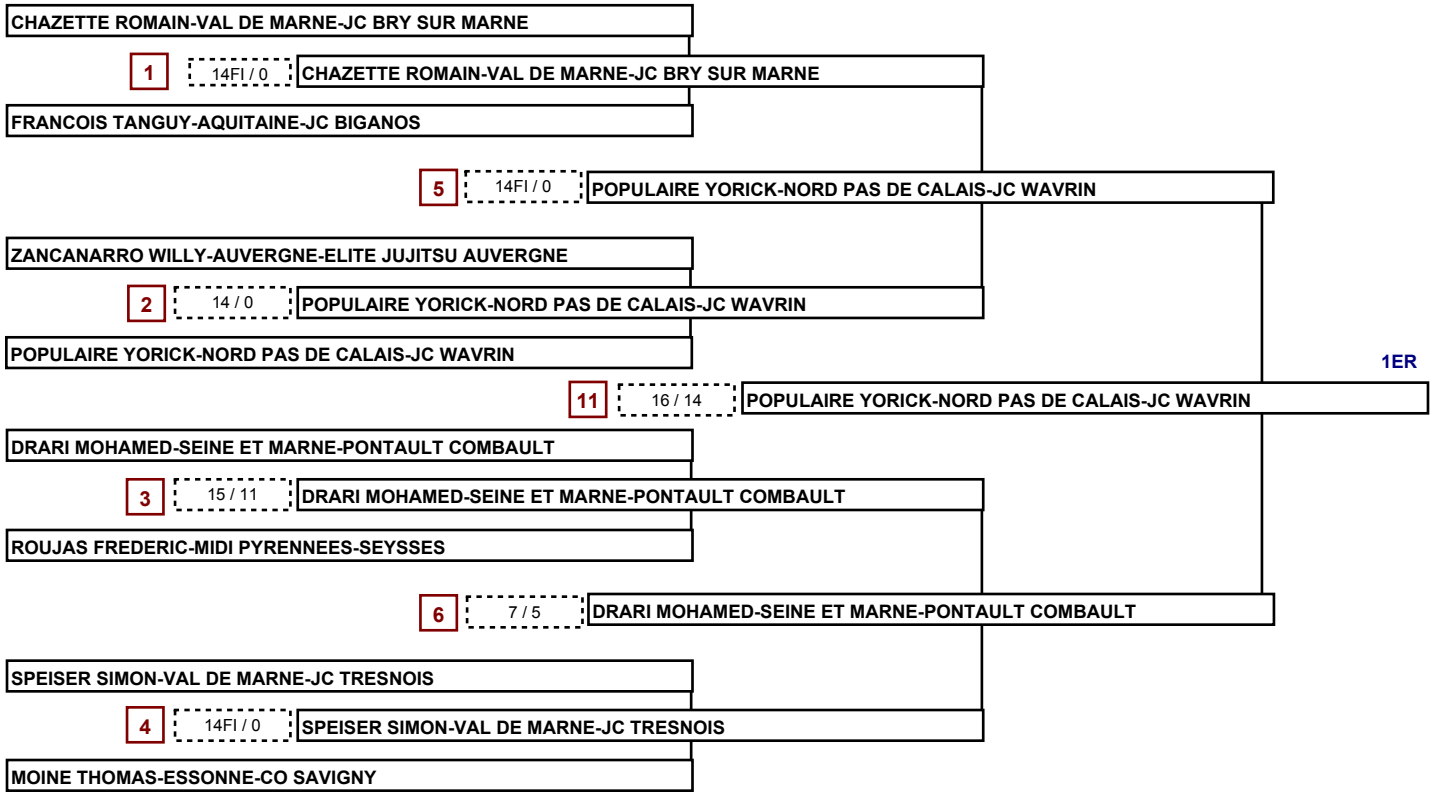 CHAZETTE ROMAIN-VAL DE MARNE-JC BRY SUR MARNE
1 14FI / 0 CHAZETTE ROMAIN-VAL DE MARNE-JC BRY SUR MARNE
FRANCOIS TANGUY-AQUITAINE-JC BIGANOS
5 14FI / 0 POPULAIRE YORICK-NORD PAS DE CALAIS-JC WAVRIN
ZANCANARRO WILLY-AUVERGNE-ELITE JUJITSU AUVERGNE
2 14 / 0 POPULAIRE YORICK-NORD PAS DE CALAIS-JC WAVRIN
POPULAIRE YORICK-NORD PAS DE CALAIS-JC WAVRIN
1ER
11 16 / 14 POPULAIRE YORICK-NORD PAS DE CALAIS-JC WAVRIN
DRARI MOHAMED-SEINE ET MARNE-PONTAULT COMBAULT
3 15 / 11 DRARI MOHAMED-SEINE ET MARNE-PONTAULT COMBAULT
ROUJAS FREDERIC-MIDI PYRENNEES-SEYSSES
6 7 / 5 DRARI MOHAMED-SEINE ET MARNE-PONTAULT COMBAULT
SPEISER SIMON-VAL DE MARNE-JC TRESNOIS
4 14FI / 0 SPEISER SIMON-VAL DE MARNE-JC TRESNOIS
MOINE THOMAS-ESSONNE-CO SAVIGNY